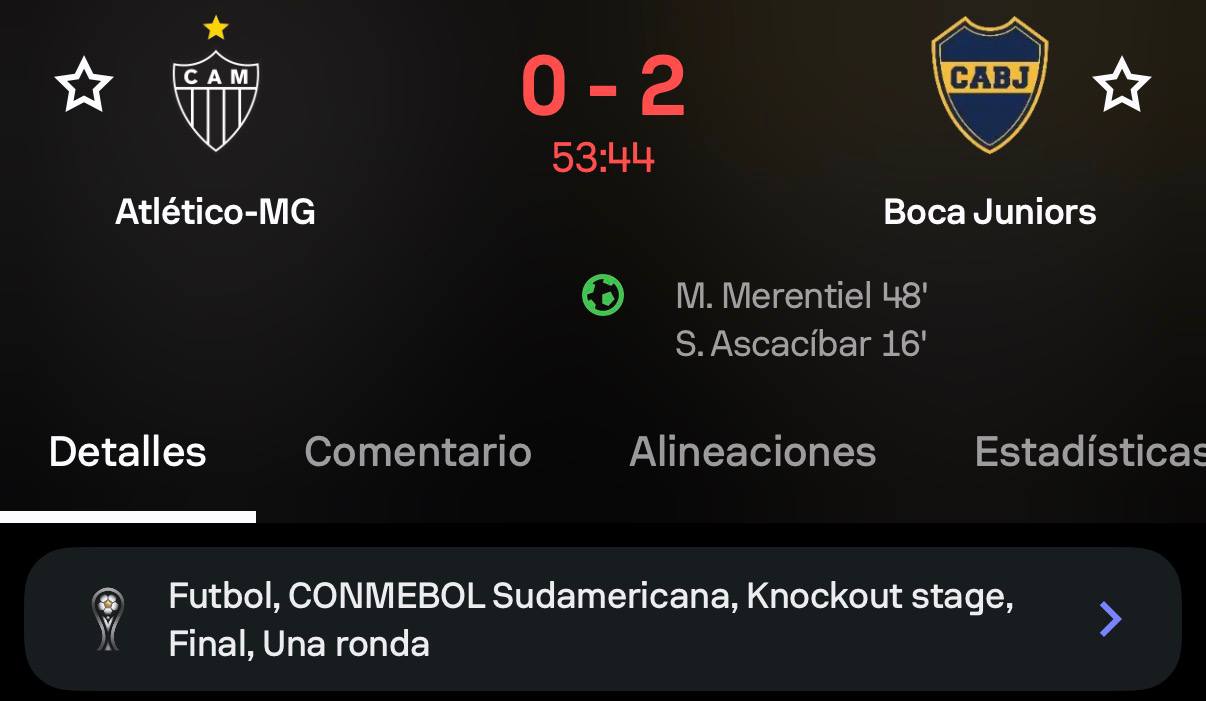 CAM
CABJ
0 - 2
53:44
Atlético-MG
Boca Juniors
M. Merentiel 48'
S. Ascacíbar 16'
Detalles
Comentario
Alineaciones
Estadísticas
Futbol, CONMEBOL Sudamericana, Knockout stage,
Final, Una ronda